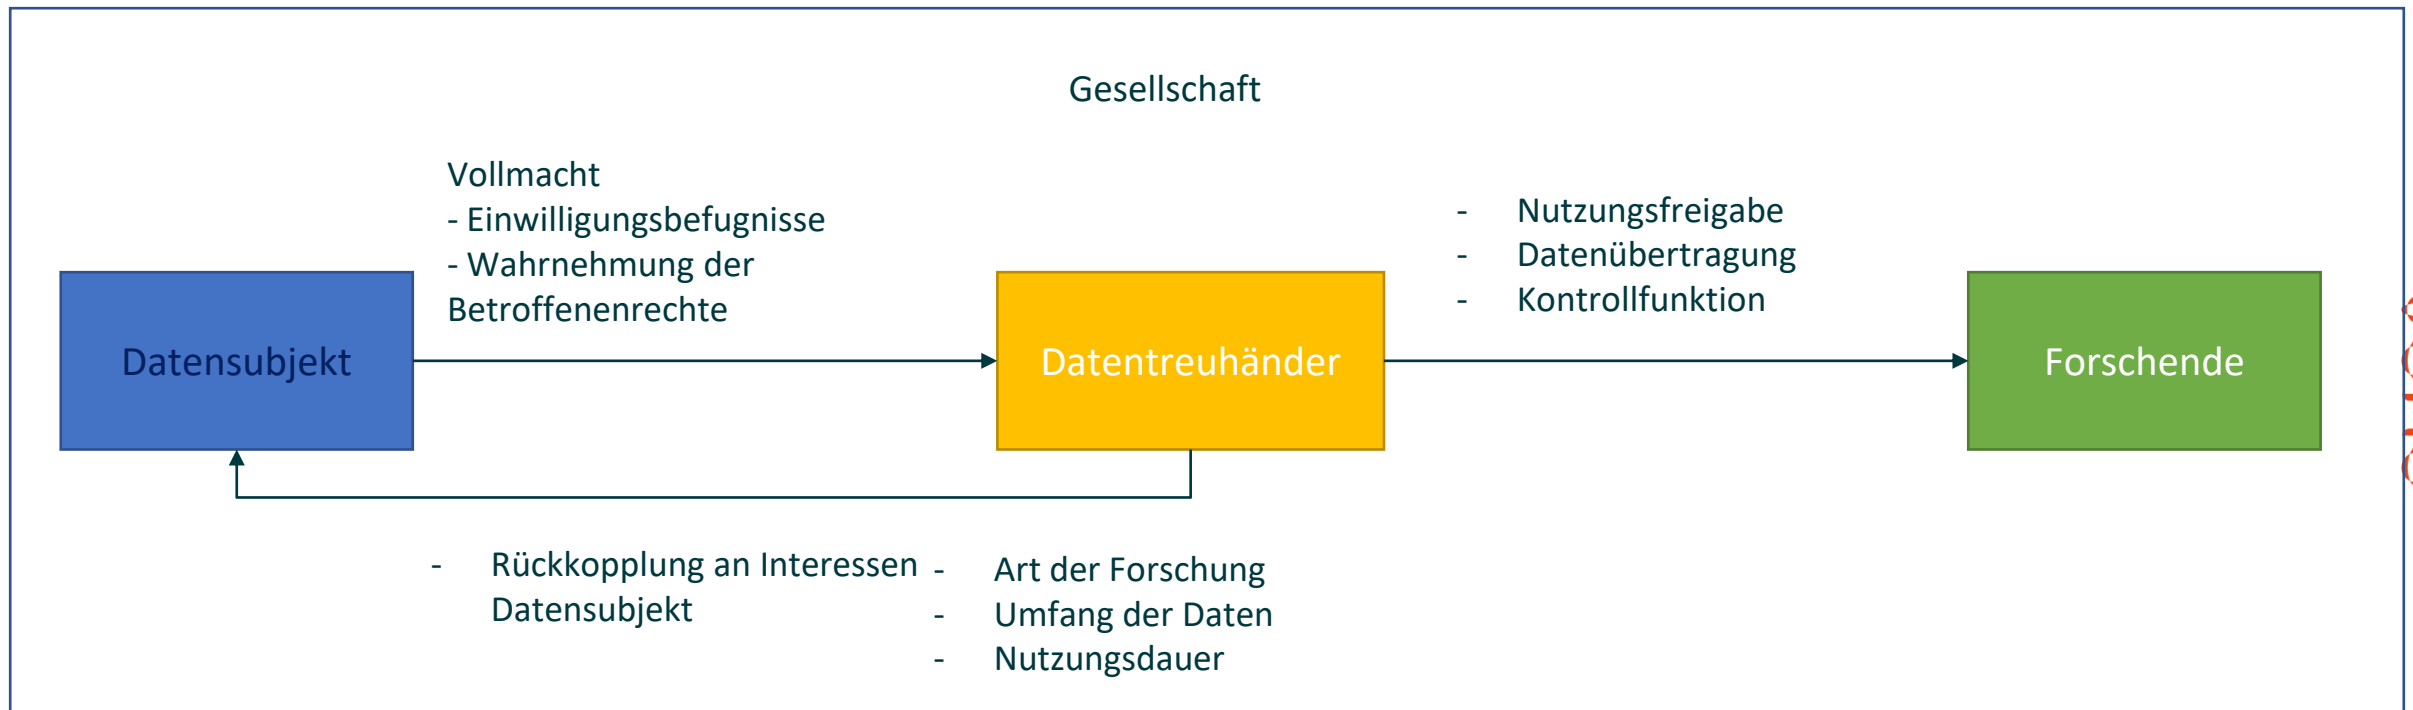 Gesellschaft
Vollmacht
- Einwilligungsbefugnisse
- Wahrnehmung der
Betroffenenrechte
- Nutzungsfreigabe
- Datenübertragung
- Kontrollfunktion
Datensubjekt
Datentreuhänder
Forschende
- Rückkopplung an Interessen
Datensubjekt
- Art der Forschung
- Umfang der Daten
- Nutzungsdauer